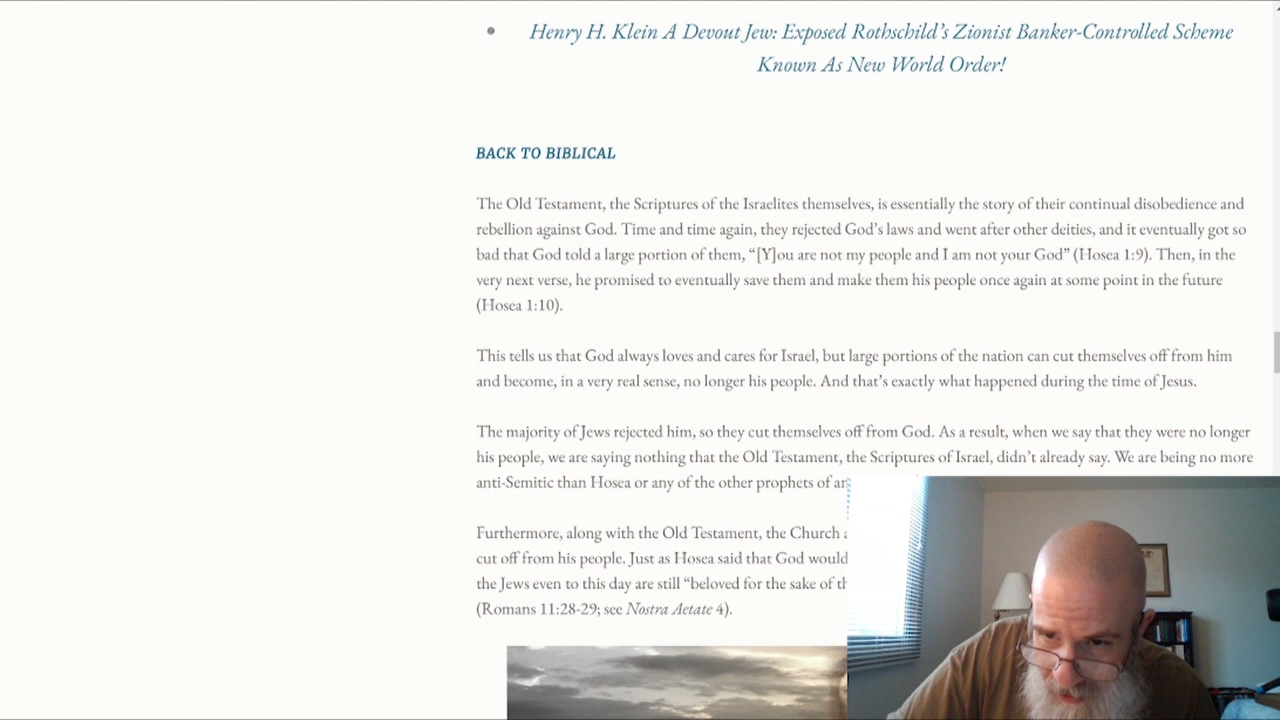 Henry H. Klein A Devout Jew: Exposed Rothschild’s Zionist Banker-Controlled Scheme
Known As New World Order!
BACK TO BIBLICAL
The Old Testament, the Scriptures of the Israelites themselves, is essentially the story of their continual disobedience and
rebellion against God. Time and time again, they rejected God’s laws and went after other deities, and it eventually got so
bad that God told a large portion of them, “[Y]ou are not my people and I am not your God” (Hosea 1:9). Then, in the
very next verse, he promised to eventually save them and make them his people once again at some point in the future
(Hosea 1:10).
This tells us that God always loves and cares for Israel, but large portions of the nation can cut themselves off from him
and become, in a very real sense, no longer his people. And that’s exactly what happened during the time of Jesus.
The majority of Jews rejected him, so they cut themselves off from God. As a result, when we say that they were no longer
his people, we are saying nothing that the Old Testament, the Scriptures of Israel, didn’t already say. We are being no more
anti-Semitic than Hosea or any of the other prophets of
Furthermore, along with the Old Testament, the Church
cut off from his people. Just as Hosea said that God would
the Jews even to this day are still “beloved for the sake of
(Romans 11:28-29; see Nostra Aetate 4).